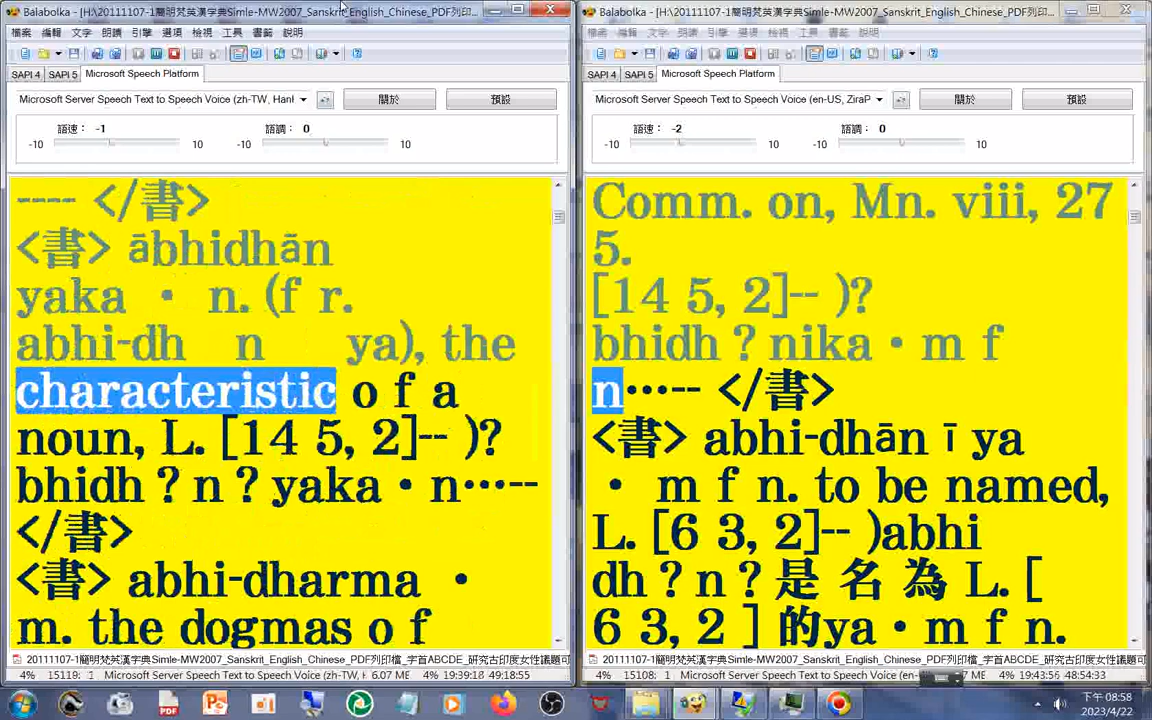 Balabolka - [H:\20111107-1簡明梵英漢字典Simle-MW2007_Sanskrit_English_Chinese_PDF列印...
檔案 編輯 文字 朗讀 引擎 選項 檢視 工具 書籤 說明
SAPI 4 SAPI 5 Microsoft Speech Platform
Microsoft Server Speech Text to Speech Voice (zh-TW, HanH 關於 預設
語速： -1 語調： 0
-10 10 -10 10
---- </書>
<書> ābhidhān
yaka • n. (f r.
abhi-dh n ya), the
characteristic o f a
noun, L. [14 5, 2]-- )?
bhidh？n？yaka•n…--
</書>
<書> abhi-dharma •
m. the dogmas o f
20111107-1簡明梵英漢字典Simle-MW2007_Sanskrit_English_Chinese_PDF列印檔_字首ABCDE_研究古印度女性議題可
4% 15119: 1 Microsoft Server Speech Text to Speech Voice (zh-TW, H 6.07 ME 4% 19:39:18 49:18:55
Balabolka - [H:\20111107-1簡明梵英漢字典Simle-MW2007_Sanskrit_English_Chinese_PDF列印...
檔案 編輯 文字 朗讀 引擎 選項 檢視 工具 書籤 說明
SAPI 4 SAPI 5 Microsoft Speech Platform
Microsoft Server Speech Text to Speech Voice (en-US, ZiraP 關於 預設
語速： -2 語調： 0
-10 10 -10 10
Comm. on, Mn. viii, 27
5.
[14 5, 2]-- )?
bhidh？nika•m f
n…-- </書>
<書> abhi-dhān ī ya
• m f n. to be named,
L. [6 3, 2]-- )abhi
dh？n？是 名 為 L. [
6 3, 2 ] 的ya•m f n.
20111107-1簡明梵英漢字典Simle-MW2007_Sanskrit_English_Chinese_PDF列印檔_字首ABCDE_研究古印度女性議題可
4% 15108: 1 Microsoft Server Speech Text to Speech Voice 4% 19:43:56 48:54:33
下午 08:58
2023/4/22